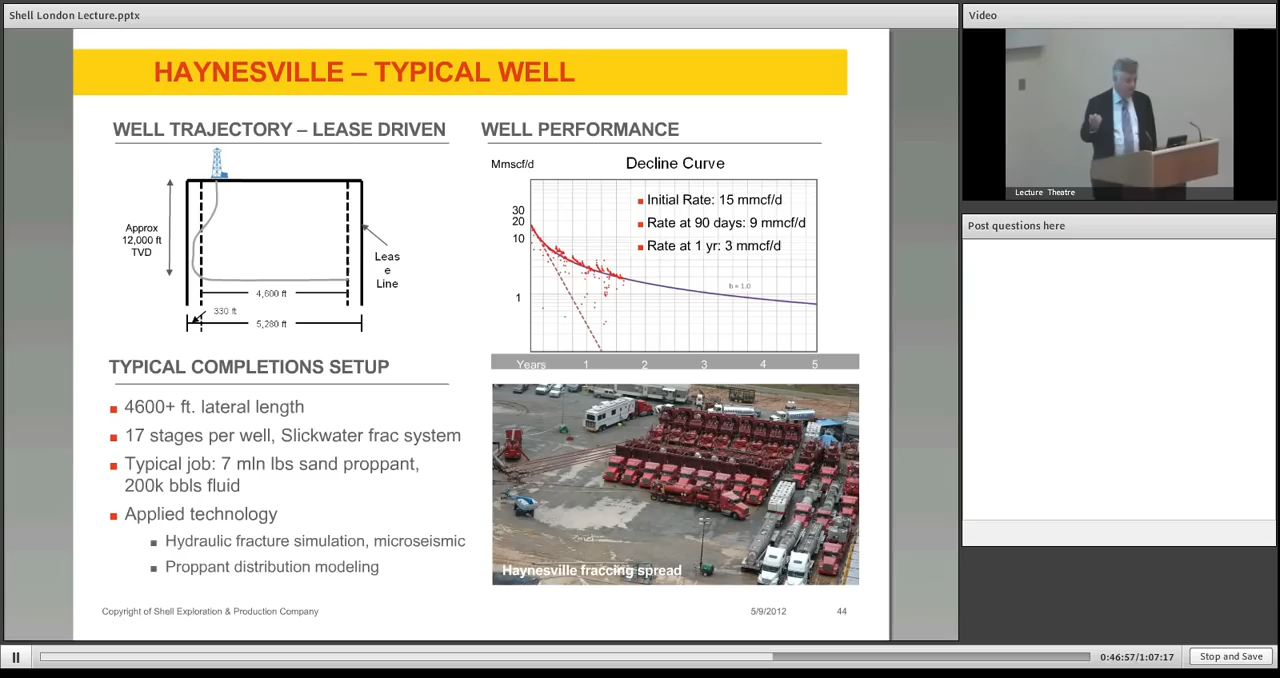 Shell London Lecture.pptx
HAYNESVILLE – TYPICAL WELL
WELL TRAJECTORY – LEASE DRIVEN
Approx
12,000 ft
TVD
Leas
e
Line
4,600 ft
330 ft
5,280 ft
TYPICAL COMPLETIONS SETUP
4600+ ft. lateral length
17 stages per well, Slickwater frac system
Typical job: 7 mln lbs sand proppant,
200k bbls fluid
Applied technology
Hydraulic fracture simulation, microseismic
Proppant distribution modeling
WELL PERFORMANCE
Mmscf/d
Decline Curve
30
20
10
1
Initial Rate: 15 mmcf/d
Rate at 90 days: 9 mmcf/d
Rate at 1 yr: 3 mmcf/d
b = 1.0
Years 1 2 3 4 5
Haynesville fraccing spread
Copyright of Shell Exploration & Production Company
5/9/2012
44
Video
Lecture Theatre
Post questions here
0:46:57/1:07:17
Stop and Save